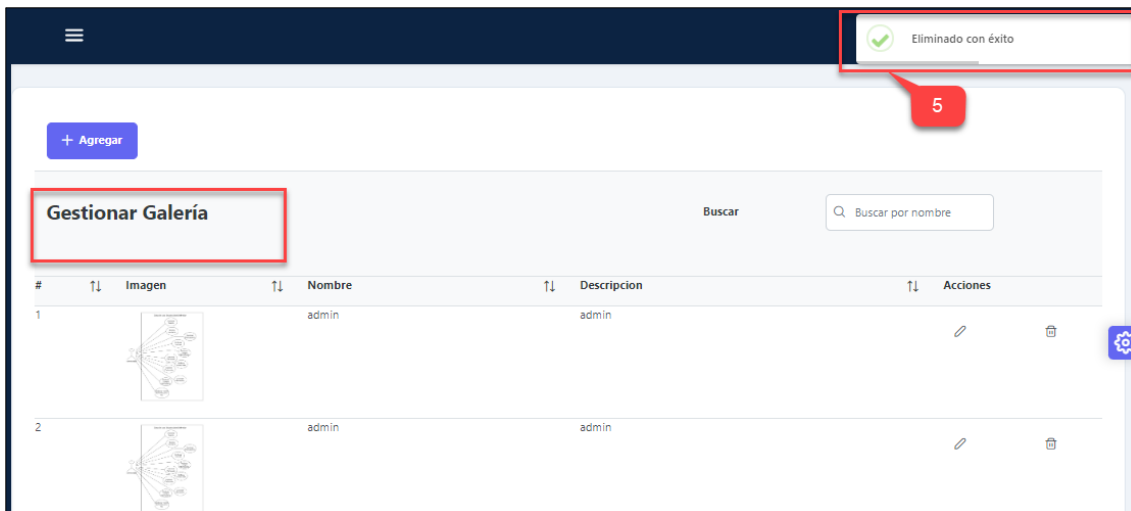 Eliminado con éxito
5
+ Agregar
Gestionar Galería
Buscar
Buscar por nombre
# Imagen Nombre Descripcion Acciones
1 admin admin
2 admin admin